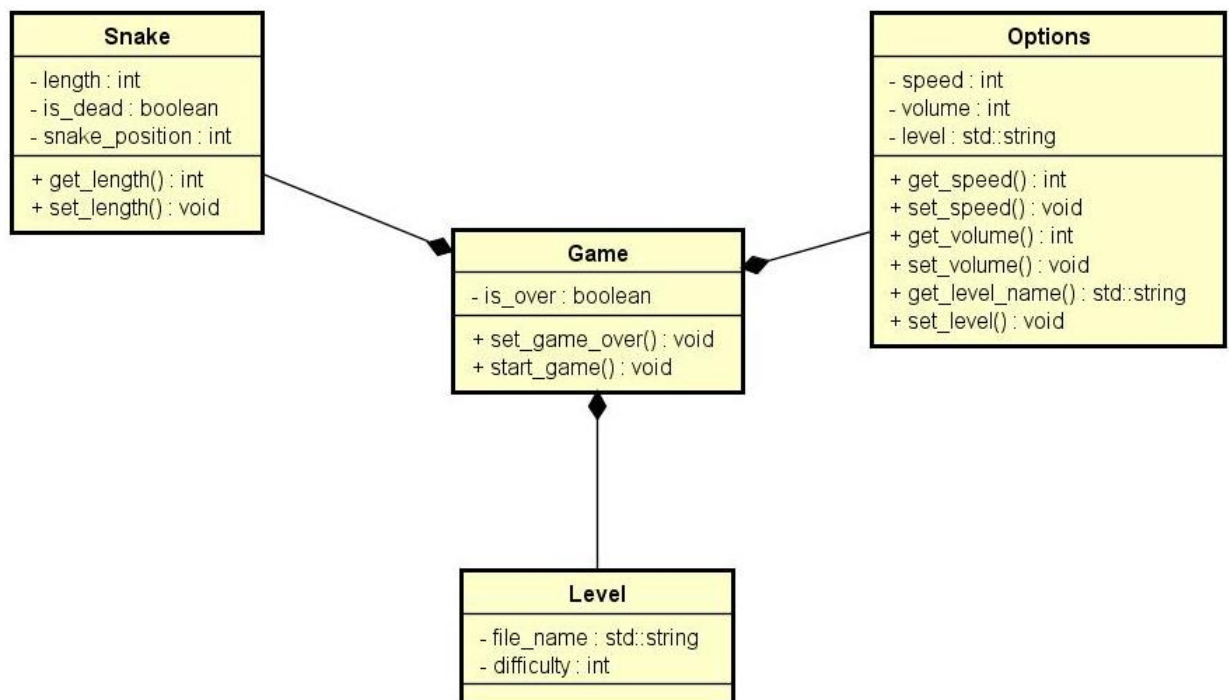 Snake
- length : int
- is_dead : boolean
- snake_position : int
+ get_length() : int
+ set_length() : void
Options
- speed : int
- volume : int
- level : std::string
+ get_speed() : int
+ set_speed() : void
+ get_volume() : int
+ set_volume() : void
+ get_level_name() : std::string
+ set_level() : void
Game
- is_over : boolean
+ set_game_over() : void
+ start_game() : void
Level
- file_name : std::string
- difficulty : int